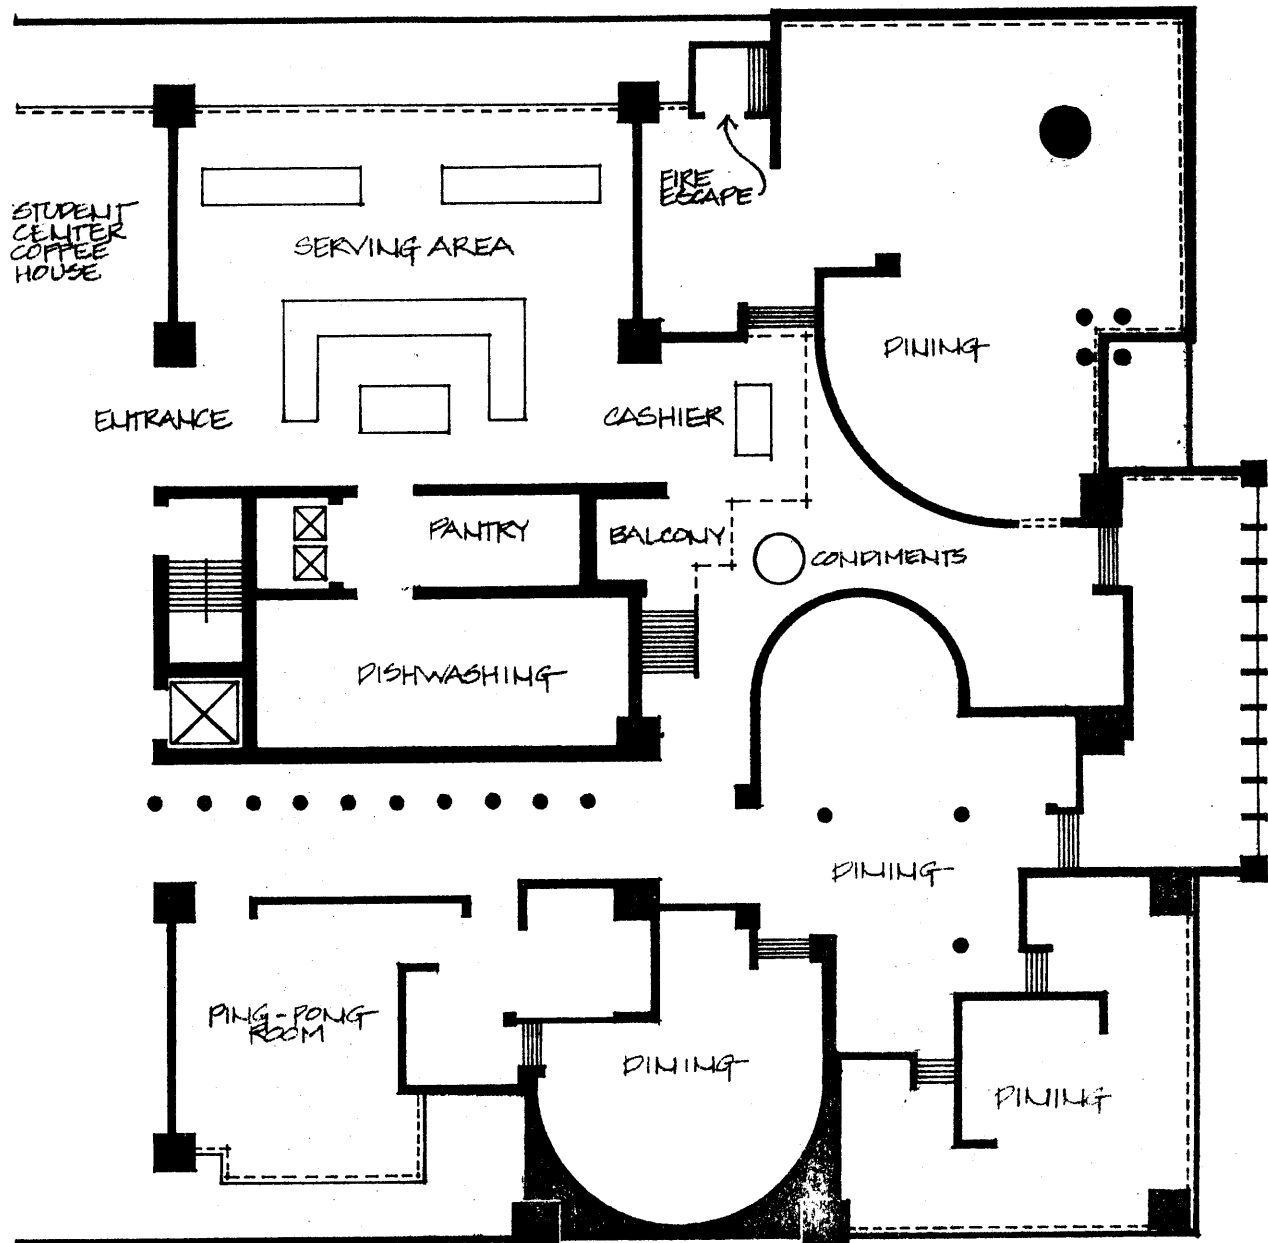 STUDENT
CENTER
COFFEE
HOUSE
SERVING AREA
FIRE
ESCAPE
DINING
ENTRANCE
CASHIER
PANTRY
BALCONY
CONDIMENTS
DISHWASHING
DINING
PING-PONG
ROOM
DINING
DINING